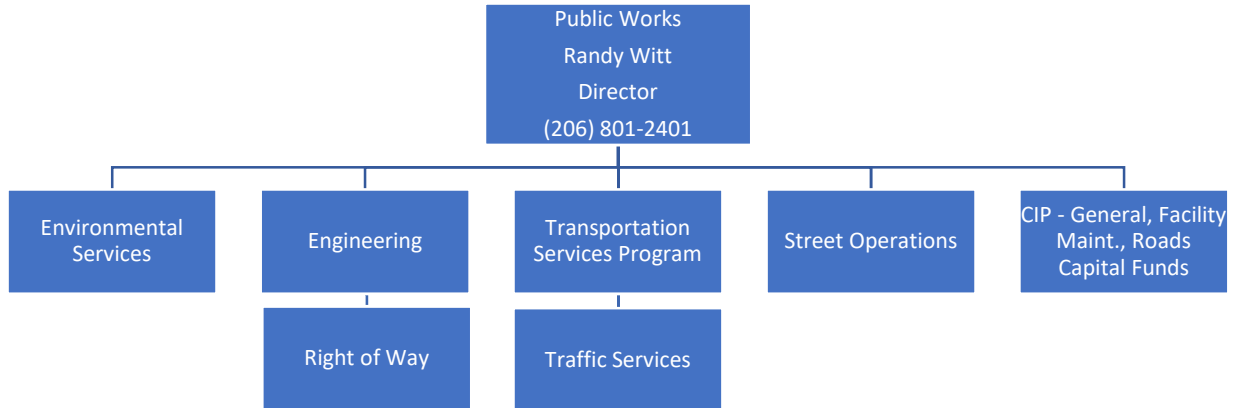 Public Works
Randy Witt
Director
(206) 801-2401
Environmental
Services
Engineering
Transportation
Services Program
Street Operations
CIP - General, Facility
Maint., Roads
Capital Funds
Right of Way
Traffic Services